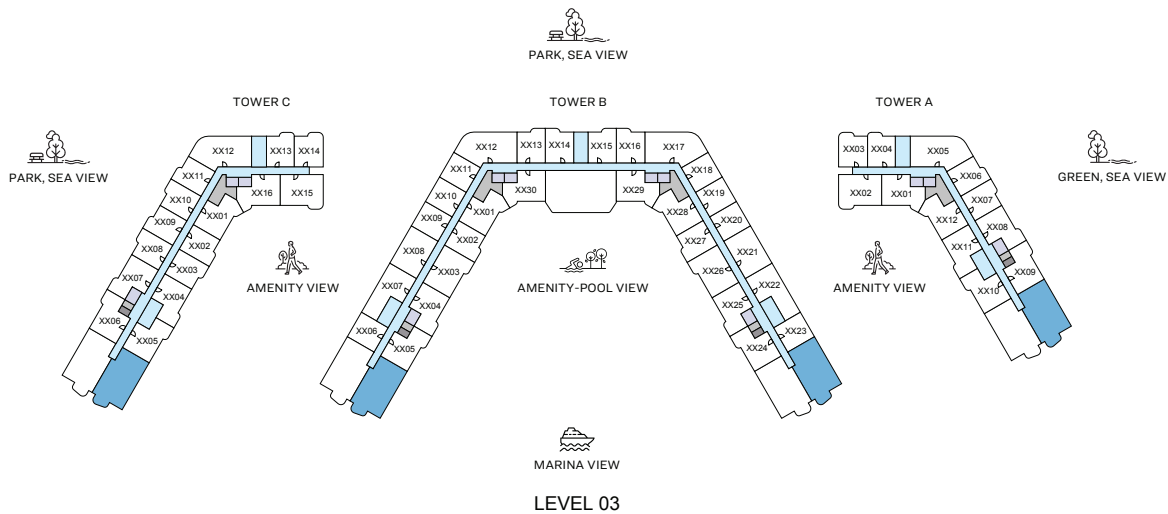 PARK, SEA VIEW
TOWER C
TOWER B
TOWER A
PARK, SEA VIEW
GREEN, SEA VIEW
XX12
XX13
XX14
XX11
XX10
XX09
XX08
XX07
XX06
XX01
XX16
XX15
XX02
XX03
XX04
XX05
XX12
XX13
XX14
XX15
XX16
XX17
XX11
XX10
XX09
XX08
XX07
XX06
XX01
XX30
XX02
XX03
XX04
XX05
XX29
XX28
XX18
XX19
XX20
XX21
XX22
XX23
XX27
XX26
XX25
XX24
XX03
XX04
XX05
XX02
XX01
XX06
XX07
XX08
XX09
XX12
XX11
XX10
AMENITY VIEW
AMENITY-POOL VIEW
AMENITY VIEW
MARINA VIEW
LEVEL 03